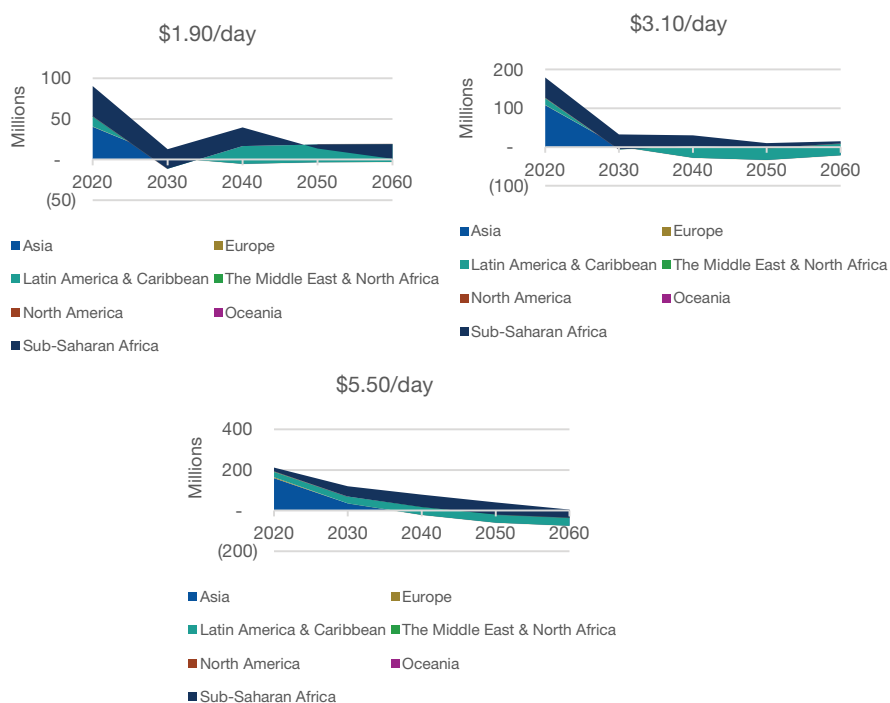 $1.90/day
Millions
100
50
-
(50)
2020 2030 2040 2050 2060
Asia Europe
Latin America & Caribbean The Middle East & North Africa
North America Oceania
Sub-Saharan Africa
$3.10/day
Millions
200
100
-
(100)
2020 2030 2040 2050 2060
Asia Europe
Latin America & Caribbean The Middle East & North Africa
North America Oceania
Sub-Saharan Africa
$5.50/day
Millions
400
200
-
(200)
2020 2030 2040 2050 2060
Asia Europe
Latin America & Caribbean The Middle East & North Africa
North America Oceania
Sub-Saharan Africa